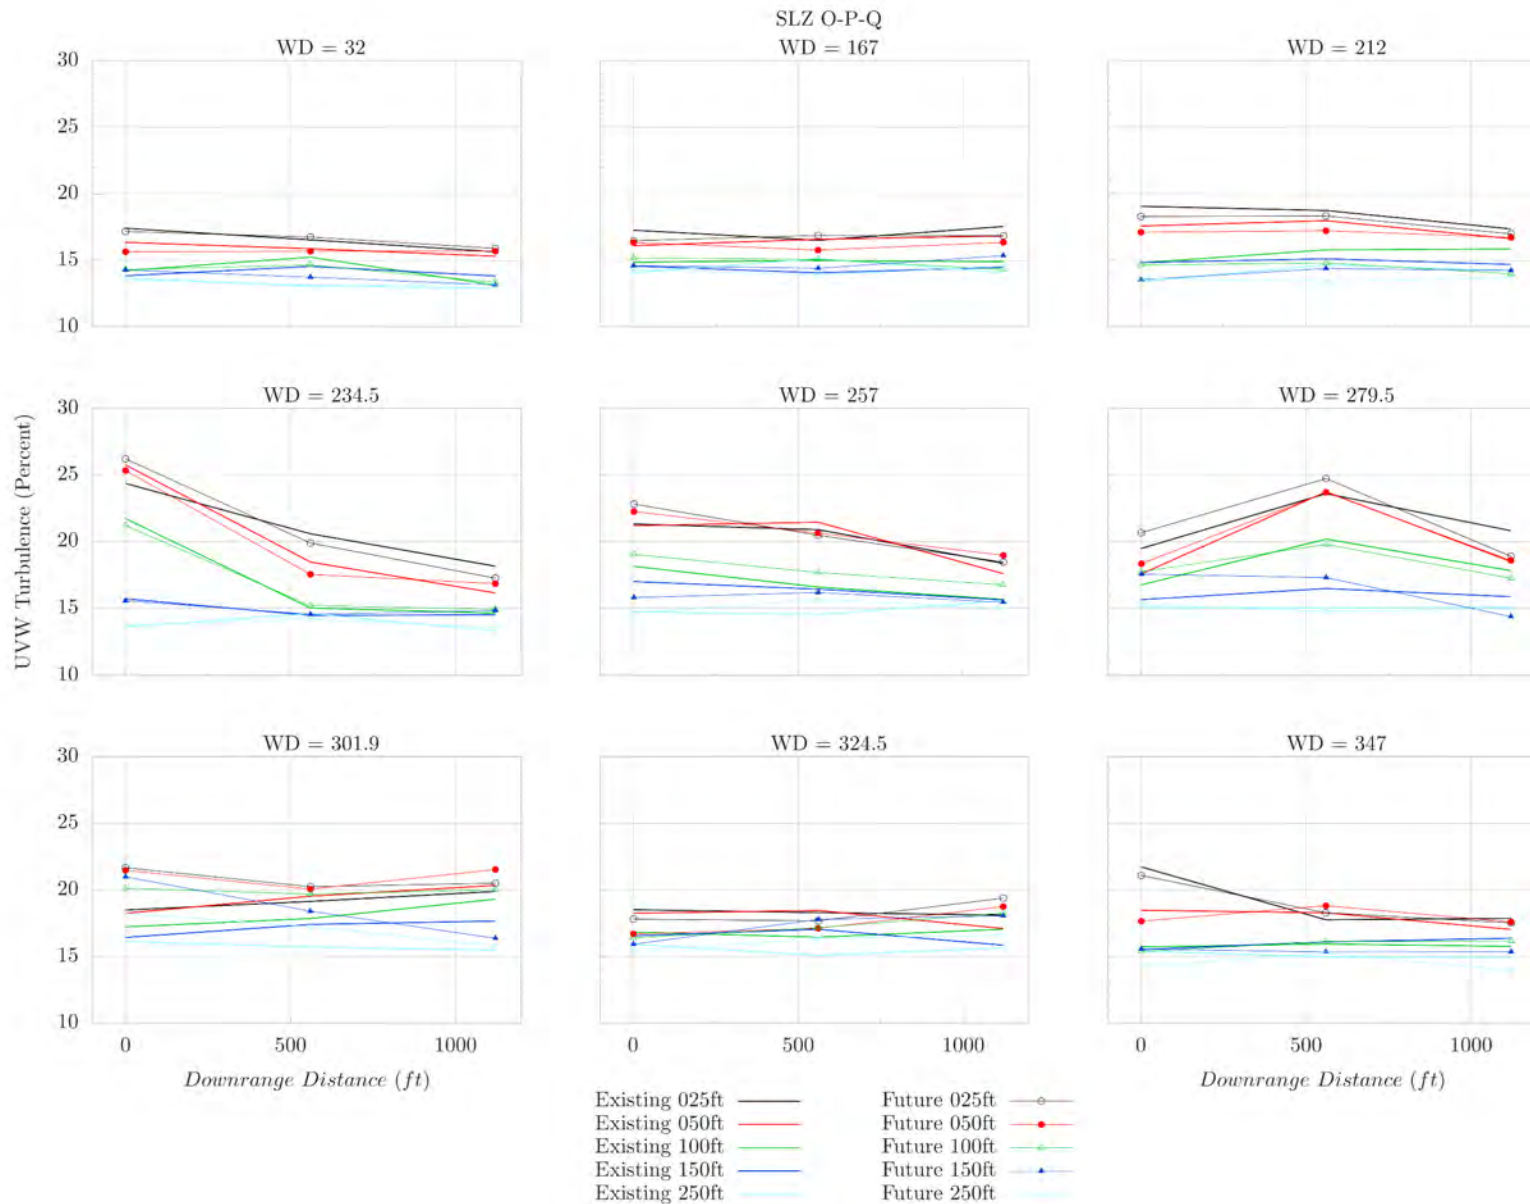 SLZ O-P-Q
WD = 32
WD = 167
WD = 212
30
25
20
15
10
WD = 234.5
WD = 257
WD = 279.5
UVW Turbulence (Percent)
30
25
20
15
10
WD = 301.9
WD = 324.5
WD = 347
30
25
20
15
10
0 500 1000
0 500 1000
0 500 1000
Downrange Distance (ft)
Downrange Distance (ft)
Existing 025ft
Existing 050ft
Existing 100ft
Existing 150ft
Existing 250ft
Future 025ft
Future 050ft
Future 100ft
Future 150ft
Future 250ft